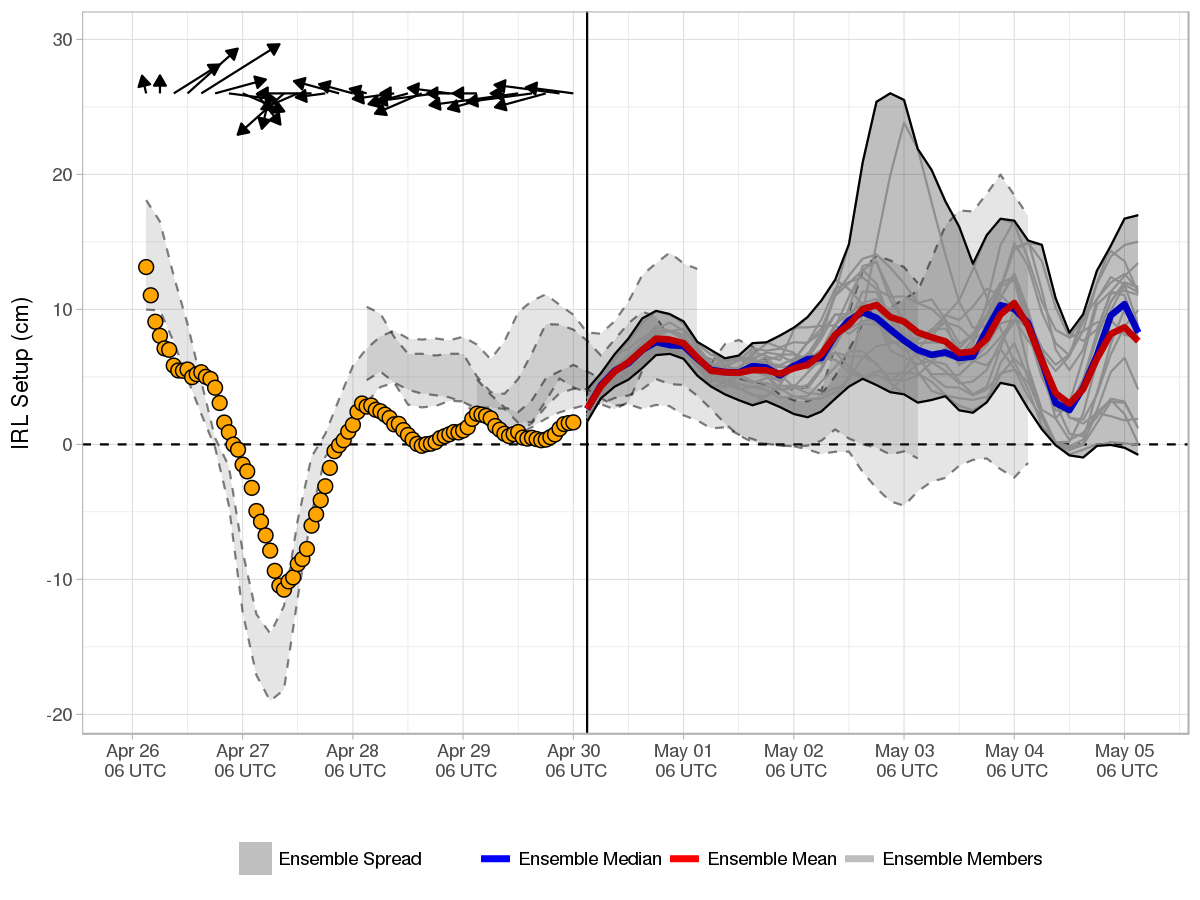 IRL Setup (cm)
30
20
10
0
-10
-20
Apr 26
06 UTC
Apr 27
06 UTC
Apr 28
06 UTC
Apr 29
06 UTC
Apr 30
06 UTC
May 01
06 UTC
May 02
06 UTC
May 03
06 UTC
May 04
06 UTC
May 05
06 UTC
Ensemble Spread
Ensemble Median
Ensemble Mean
Ensemble Members